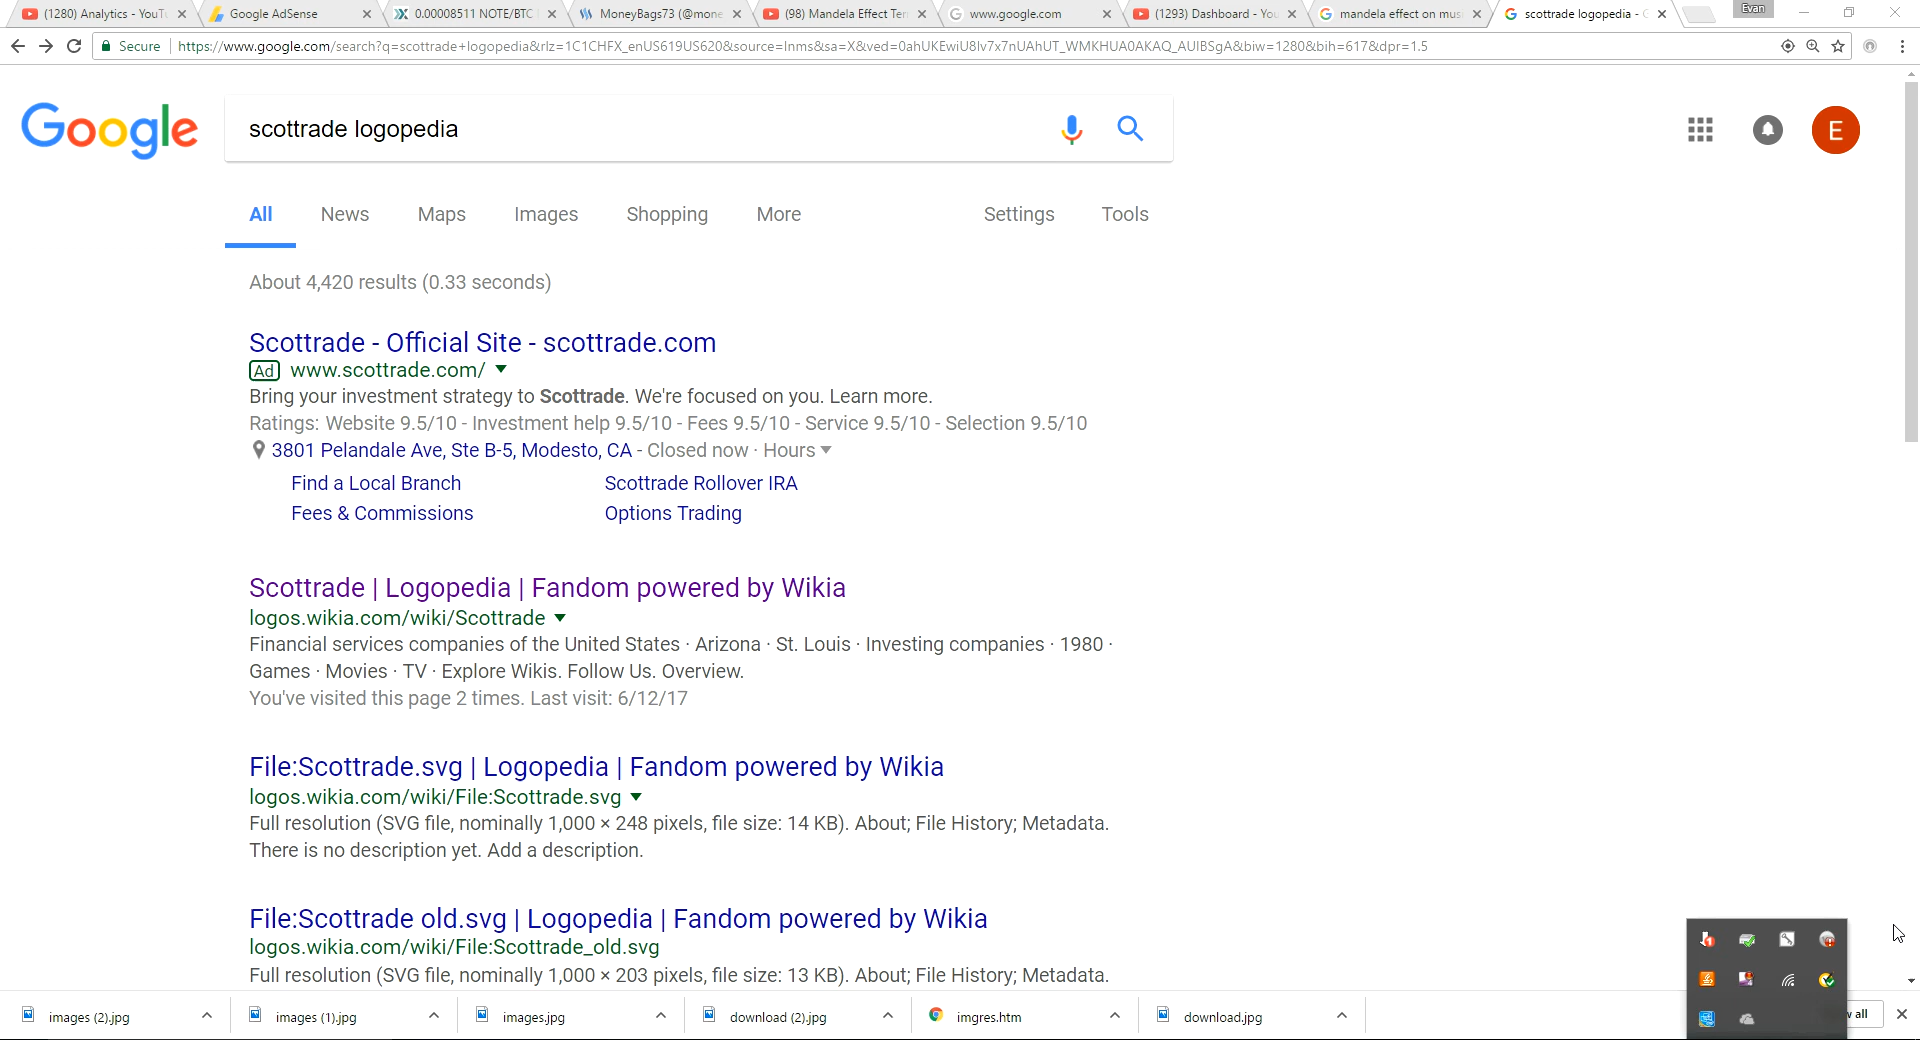 (1280) Analytics - YouTu
Google AdSense
0.00008511 NOTE/BTC
MoneyBags73 (@mone
(98) Mandela Effect Ter
www.google.com
(1293) Dashboard - You
mandela effect on mus
scottrade logopedia - G
Evan
Secure
https://www.google.com/search?q=scottrade+logopedia&rlz=1C1CHFX_enUS619US620&source=lnms&sa=X&ved=0ahUKEwiU8lv7x7nUAhUT_WMKHUA0AKAQ_AUIBSgA&biw=1280&bih=617&dpr=1.5
Google
scottrade logopedia
E
All
News
Maps
Images
Shopping
More
Settings
Tools
About 4,420 results (0.33 seconds)
Scottrade - Official Site - scottrade.com
Ad www.scottrade.com/
Bring your investment strategy to Scottrade. We're focused on you. Learn more.
Ratings: Website 9.5/10 - Investment help 9.5/10 - Fees 9.5/10 - Service 9.5/10 - Selection 9.5/10
3801 Pelandale Ave, Ste B-5, Modesto, CA - Closed now · Hours
Find a Local Branch
Scottrade Rollover IRA
Fees & Commissions
Options Trading
Scottrade | Logopedia | Fandom powered by Wikia
logos.wikia.com/wiki/Scottrade
Financial services companies of the United States · Arizona · St. Louis · Investing companies · 1980 ·
Games · Movies · TV · Explore Wikis. Follow Us. Overview.
You've visited this page 2 times. Last visit: 6/12/17
File:Scottrade.svg | Logopedia | Fandom powered by Wikia
logos.wikia.com/wiki/File:Scottrade.svg
Full resolution (SVG file, nominally 1,000 × 248 pixels, file size: 14 KB). About; File History; Metadata.
There is no description yet. Add a description.
File:Scottrade old.svg | Logopedia | Fandom powered by Wikia
logos.wikia.com/wiki/File:Scottrade_old.svg
Full resolution (SVG file, nominally 1,000 × 203 pixels, file size: 13 KB). About; File History; Metadata.
images (2).jpg
images (1).jpg
images.jpg
download (2).jpg
imgres.htm
download.jpg
all